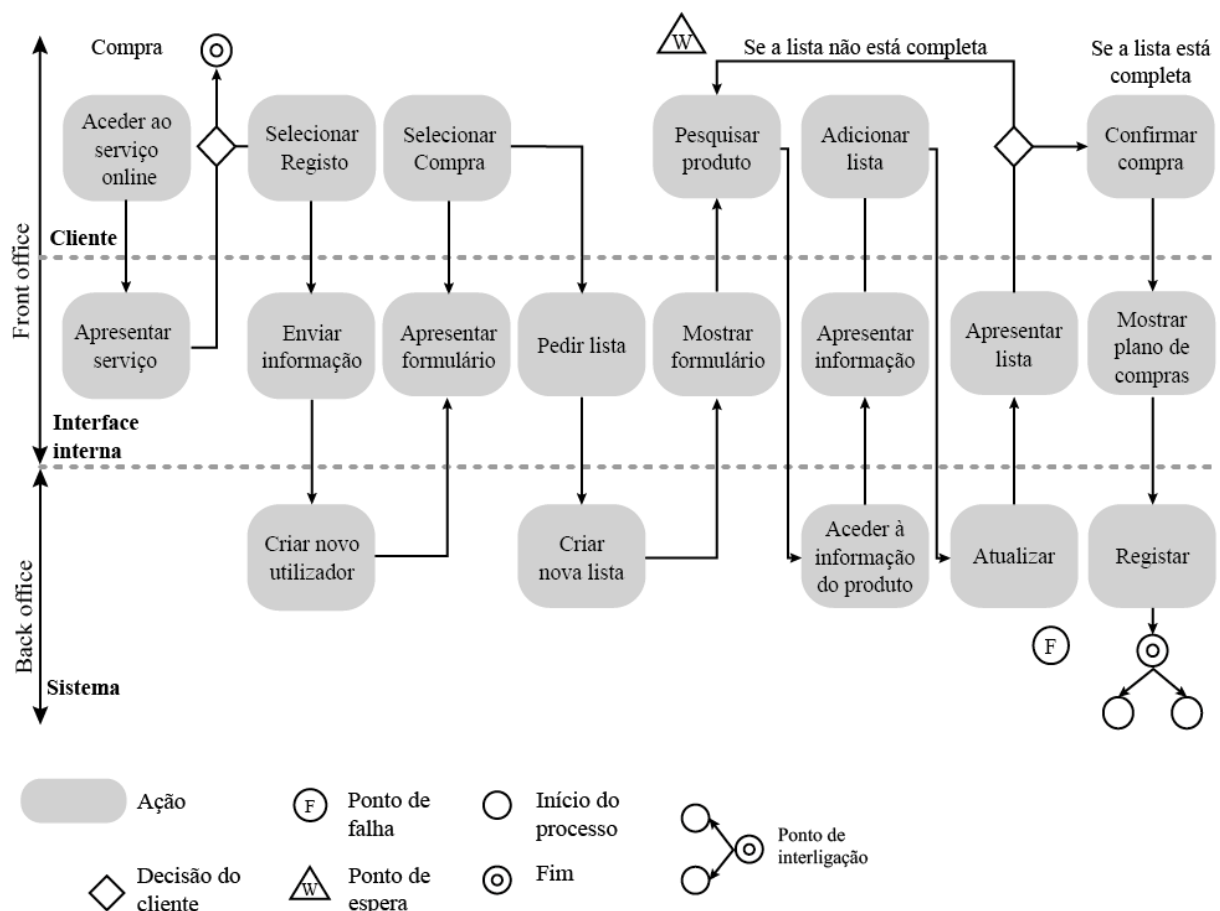 Compra
W
Se a lista não está completa
Se a lista está
completa
Aceder ao
serviço
online
Selecionar
Registo
Selecionar
Compra
Pesquisar
produto
Adicionar
lista
Confirmar
compra
Cliente
Front office
Apresentar
serviço
Enviar
informação
Apresentar
formulário
Pedir lista
Mostrar
formulário
Apresentar
informação
Apresentar
lista
Mostrar
plano de
compras
Interface
interna
Criar novo
utilizador
Criar
nova lista
Aceder à
informação
do produto
Atualizar
Registar
Back office
F
Sistema
Ação
F
Ponto de
falha
Início do
processo
Ponto de
interligação
Decisão do
cliente
W
Ponto de
espera
Fim